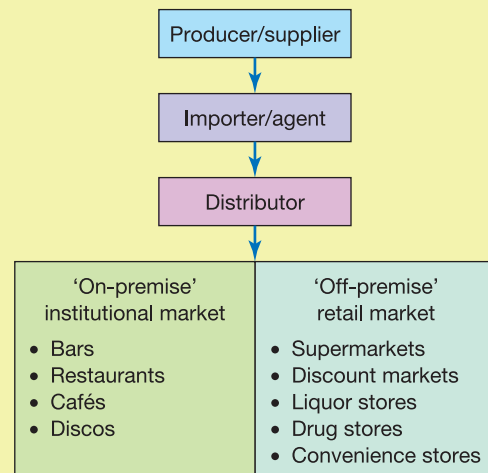 Producer/supplier
Importer/agent
Distributor
‘On-premise’
institutional market
• Bars
• Restaurants
• Cafés
• Discos
‘Off-premise’
retail market
• Supermarkets
• Discount markets
• Liquor stores
• Drug stores
• Convenience stores